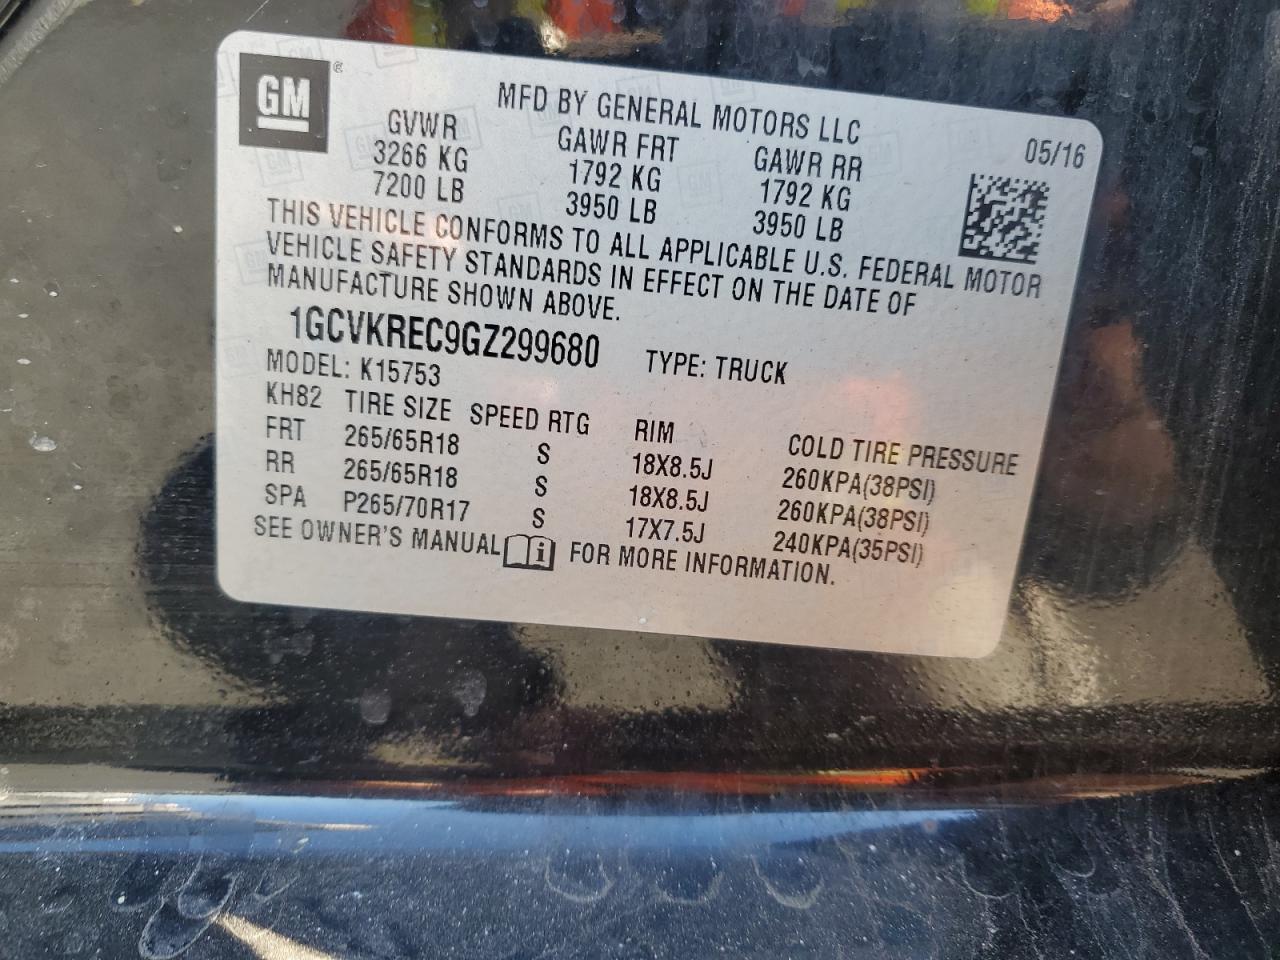 GM
MFD BY GENERAL MOTORS LLC
05/16
GVWR GAWR FRT GAWR RR
3266 KG 1792 KG 1792 KG
7200 LB 3950 LB 3950 LB
THIS VEHICLE CONFORMS TO ALL APPLICABLE U.S. FEDERAL MOTOR
VEHICLE SAFETY STANDARDS IN EFFECT ON THE DATE OF
MANUFACTURE SHOWN ABOVE.
1GCVKREC9GZ299680 TYPE: TRUCK
MODEL: K15753
KH82 TIRE SIZE SPEED RTG RIM COLD TIRE PRESSURE
FRT 265/65R18 S 18X8.5J 260KPA(38PSI)
RR 265/65R18 S 18X8.5J 260KPA(38PSI)
SPA P265/70R17 S 17X7.5J 240KPA(35PSI)
SEE OWNER'S MANUAL FOR MORE INFORMATION.